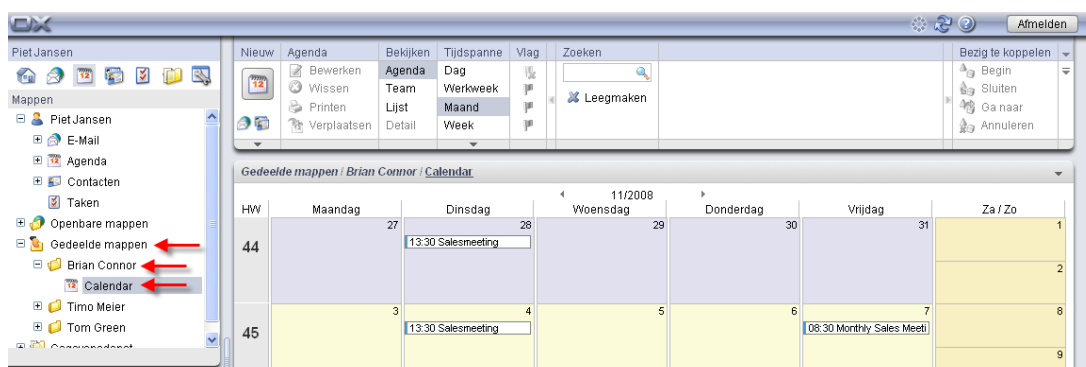 OX
Afmelden
Piet Jansen
Mappen
Piet Jansen
E-Mail
Agenda
Contacten
Taken
Openbare mappen
Gedeelde mappen
Brian Connor
Calendar
Timo Meier
Tom Green
Nieuw Agenda Bekijken Tijdspanne Vlag Zoeken Bezig te koppelen
Bewerken Agenda Dag Begin
Wissen Team Werkweek Sluiten
Printen Lijst Maand Leegmaken Ga naar
Verplaatsen Detail Week Annuleren
Gedeelde mappen / Brian Connor / Calendar
11/2008
HW Maandag Dinsdag Woensdag Donderdag Vrijdag Za / Zo
27 28 29 30 31 1
13:30 Salesmeeting
44
2
3 4 5 6 7 8
13:30 Salesmeeting 08:30 Monthly Sales Meeti
45
9